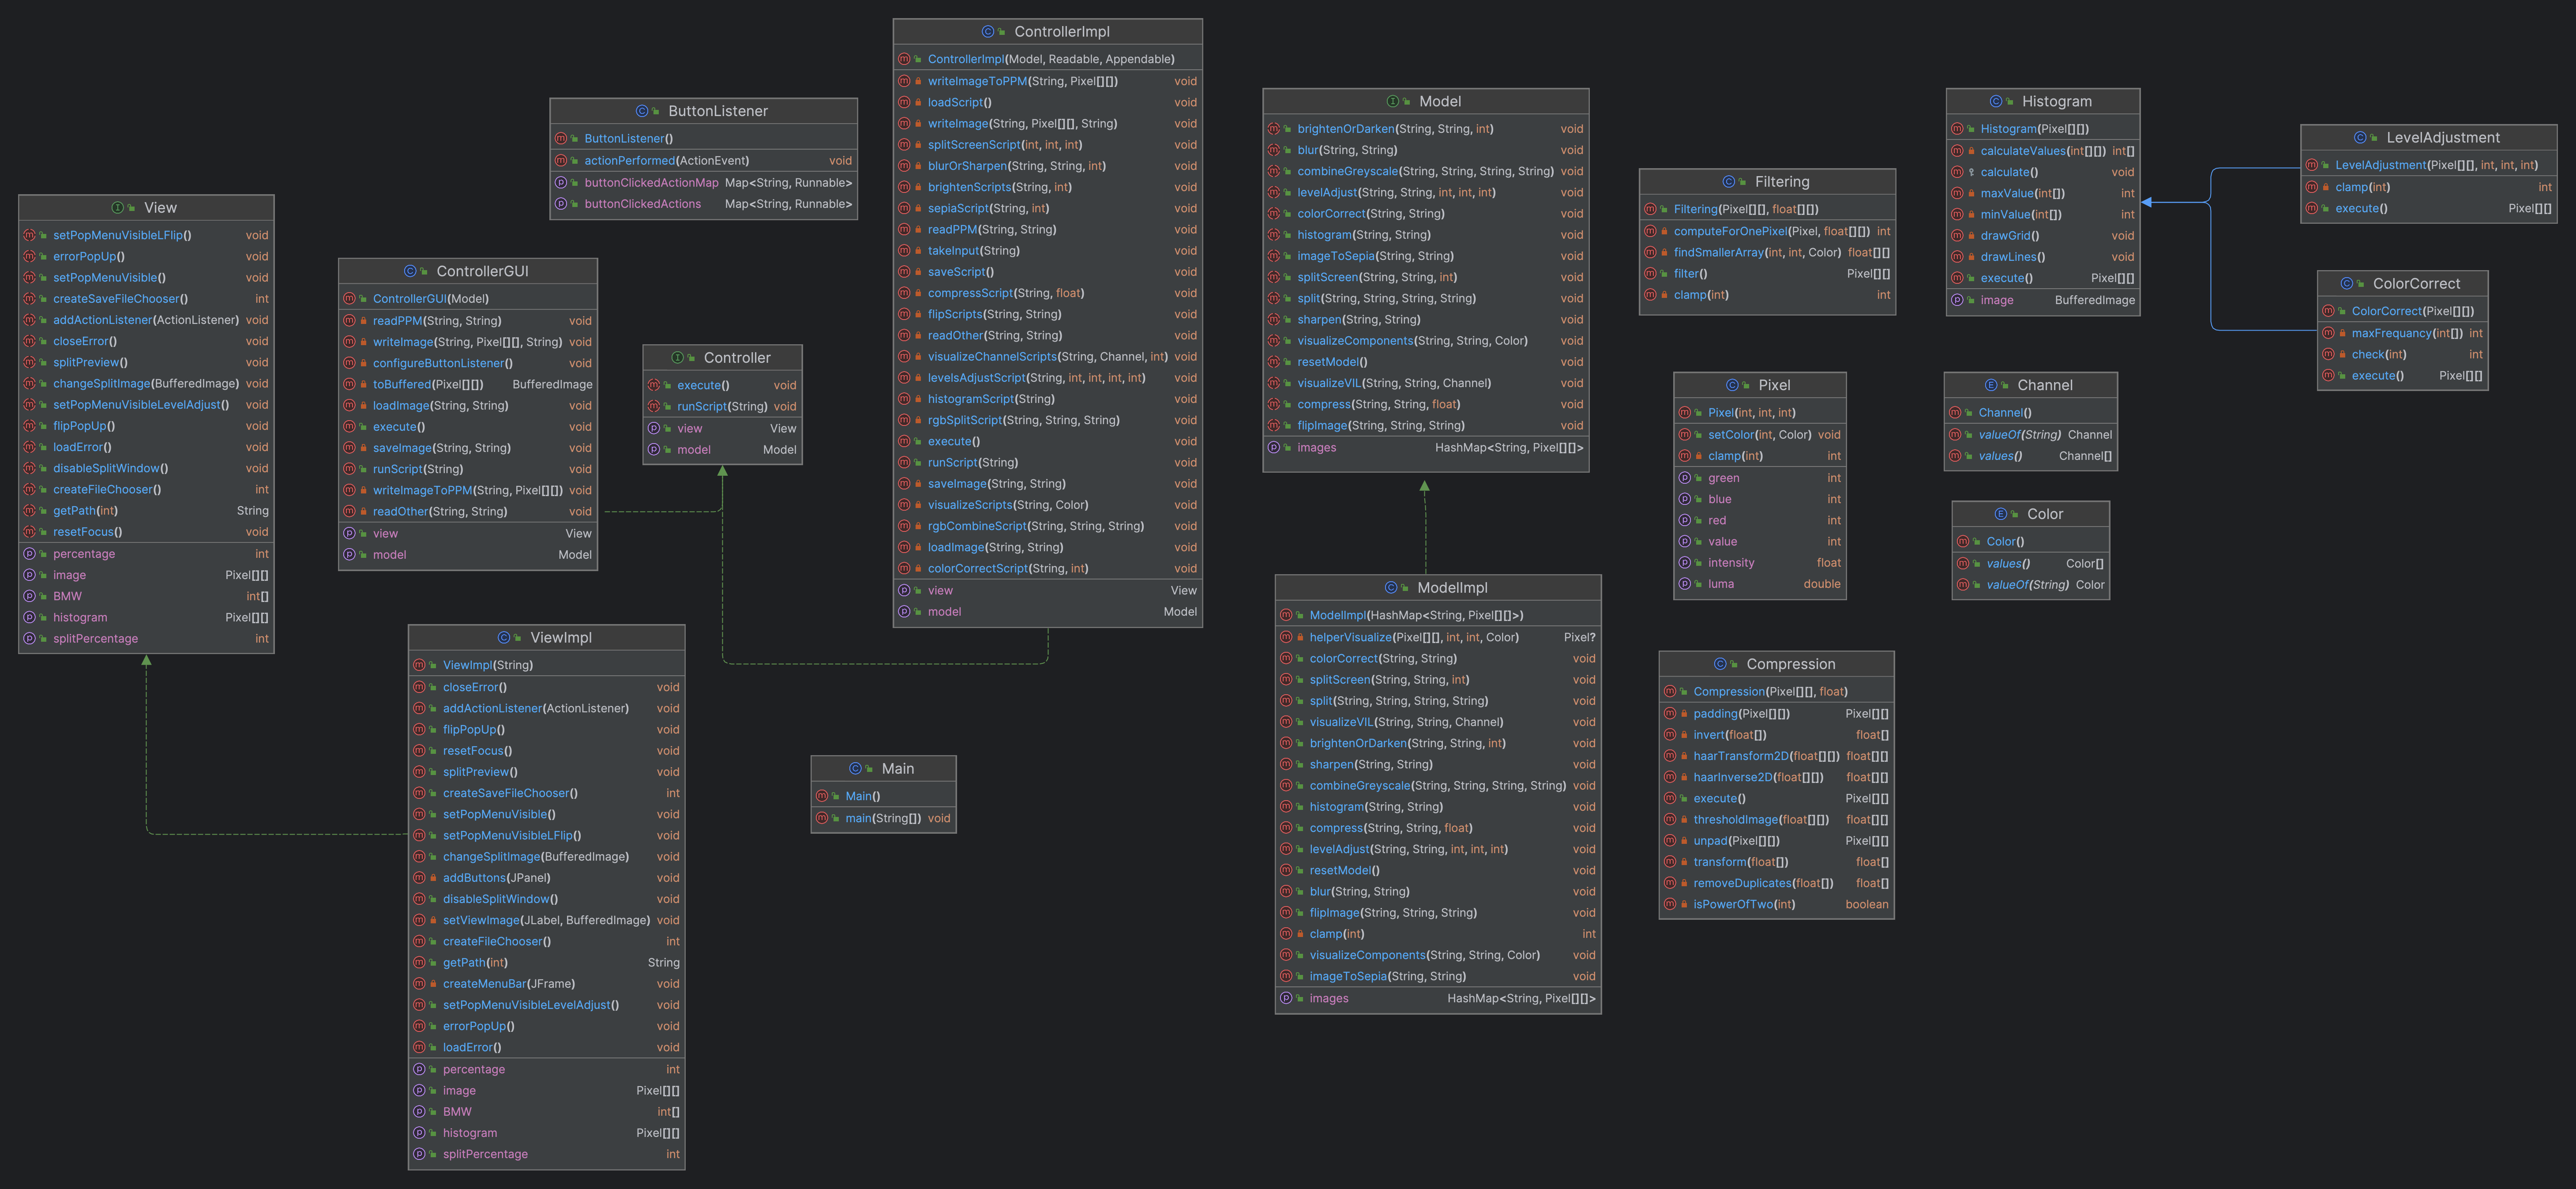 View
setPopMenuVisibleLFlip() void
errorPopUp() void
setPopMenuVisible() void
createSaveFileChooser() int
addActionListener(ActionListener) void
closeError() void
splitPreview() void
changeSplitImage(BufferedImage) void
setPopMenuVisibleLevelAdjust() void
flipPopUp() void
loadError() void
disableSplitWindow() void
createFileChooser() int
getPath(int) String
resetFocus() void
percentage int
image Pixel[][]
BMW int[]
histogram Pixel[][]
splitPercentage int
ControllerGUI
ControllerGUI(Model)
readPPM(String, String) void
writeImage(String, Pixel[][], String) void
configureButtonListener() void
toBuffered(Pixel[][]) BufferedImage
loadImage(String, String) void
execute() void
saveImage(String, String) void
runScript(String) void
writeImageToPPM(String, Pixel[][]) void
readOther(String, String) void
view View
model Model
ViewImpl
ViewImpl(String)
closeError() void
addActionListener(ActionListener) void
flipPopUp() void
resetFocus() void
splitPreview() void
createSaveFileChooser() int
setPopMenuVisible() void
setPopMenuVisibleLFlip() void
changeSplitImage(BufferedImage) void
addButtons(JPanel) void
disableSplitWindow() void
setViewImage(JLabel, BufferedImage) void
createFileChooser() int
getPath(int) String
createMenuBar(JFrame) void
setPopMenuVisibleLevelAdjust() void
errorPopUp() void
loadError() void
percentage int
image Pixel[][]
BMW int[]
histogram Pixel[][]
splitPercentage int
ButtonListener
ButtonListener()
actionPerformed(ActionEvent) void
buttonClickedActionMap Map<String, Runnable>
buttonClickedActions Map<String, Runnable>
Controller
execute() void
runScript(String) void
view View
model Model
ControllerImpl
ControllerImpl(Model, Readable, Appendable)
writeImageToPPM(String, Pixel[][]) void
loadScript() void
writeImage(String, Pixel[][], String) void
splitScreenScript(int, int, int) void
blurOrSharpen(String, String, int) void
brightenScripts(String, int) void
sepiaScript(String, int) void
readPPM(String, String) void
takeInput(String) void
saveScript() void
compressScript(String, float) void
flipScripts(String, String) void
readOther(String, String) void
visualizeChannelScripts(String, Channel, int) void
levelsAdjustScript(String, int, int, int, int) void
histogramScript(String) void
rgbSplitScript(String, String, String) void
execute() void
runScript(String) void
saveImage(String, String) void
visualizeScripts(String, Color) void
rgbCombineScript(String, String, String) void
loadImage(String, String) void
colorCorrectScript(String, int) void
view View
model Model
Main
Main()
main(String[]) void
Model
brightenOrDarken(String, String, int) void
blur(String, String) void
combineGreyscale(String, String, String, String) void
levelAdjust(String, String, int, int, int) void
colorCorrect(String, String) void
histogram(String, String) void
imageToSepia(String, String) void
splitScreen(String, String, int) void
split(String, String, String, String) void
sharpen(String, String) void
visualizeComponents(String, String, Color) void
resetModel() void
visualizeVIL(String, String, Channel) void
compress(String, String, float) void
flipImage(String, String, String) void
images HashMap<String, Pixel[][]>
ModelImpl
ModelImpl(HashMap<String, Pixel[][]>)
helperVisualize(Pixel[][], int, int, Color) Pixel?
colorCorrect(String, String) void
splitScreen(String, String, int) void
split(String, String, String, String) void
visualizeVIL(String, String, Channel) void
brightenOrDarken(String, String, int) void
sharpen(String, String) void
combineGreyscale(String, String, String, String) void
histogram(String, String) void
compress(String, String, float) void
levelAdjust(String, String, int, int, int) void
resetModel() void
blur(String, String) void
flipImage(String, String, String) void
clamp(int) int
visualizeComponents(String, String, Color) void
imageToSepia(String, String) void
images HashMap<String, Pixel[][]>
Filtering
Filtering(Pixel[][], float[][])
computeForOnePixel(Pixel, float[][]) int
findSmallerArray(int, int, Color) float[][]
filter() Pixel[][]
clamp(int) int
Pixel
Pixel(int, int, int)
setColor(int, Color) void
clamp(int) int
green int
blue int
red int
value int
intensity float
luma double
Compression
Compression(Pixel[][], float)
padding(Pixel[][]) Pixel[][]
invert(float[]) float[]
haarTransform2D(float[][]) float[][]
haarInverse2D(float[][]) float[][]
execute() Pixel[][]
thresholdImage(float[][]) float[][]
unpad(Pixel[][]) Pixel[][]
transform(float[]) float[]
removeDuplicates(float[]) float[]
isPowerOfTwo(int) boolean
Histogram
Histogram(Pixel[][])
calculateValues(int[][]) int[]
calculate() void
maxValue(int[]) int
minValue(int[]) int
drawGrid() void
drawLines() void
execute() Pixel[][]
image BufferedImage
Channel
Channel()
valueOf(String) Channel
values() Channel[]
Color
Color()
values() Color[]
valueOf(String) Color
LevelAdjustment
LevelAdjustment(Pixel[][], int, int, int)
clamp(int) int
execute() Pixel[][]
ColorCorrect
ColorCorrect(Pixel[][])
maxFrequancy(int[]) int
check(int) int
execute() Pixel[][]